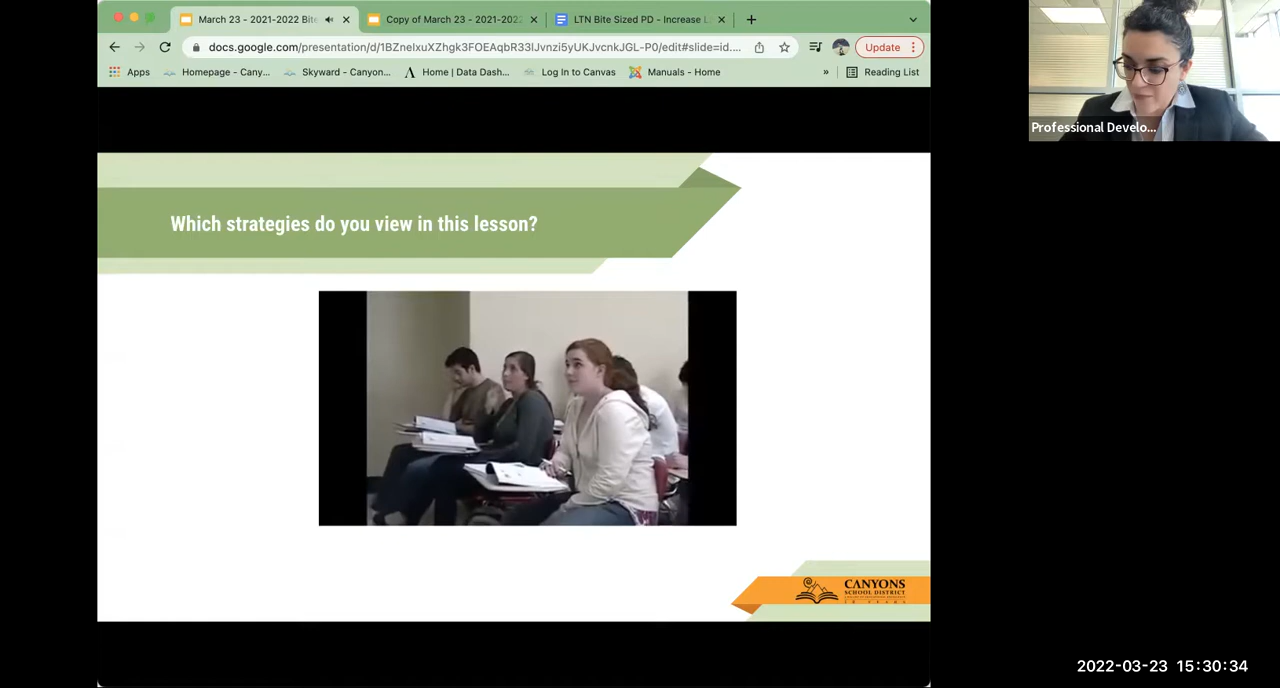 March 23 - 2021-2022 Bite
Copy of March 23 - 2021-2022
LTN Bite Sized PD - Increase L
docs.google.com/presentation/d/1BZneIxuXZhgk3FOEAqbR33IJvnzi5yUKJvcnkJGL-P0/edit#slide=id....
Update
Apps
Homepage - Cany...
Skyward - Canyon...
Home | Data Dash...
Log In to Canvas
Manuals - Home
»
Reading List
Professional Develo...
Which strategies do you view in this lesson?
CANYONS
SCHOOL DISTRICT
2022-03-23 15:30:34